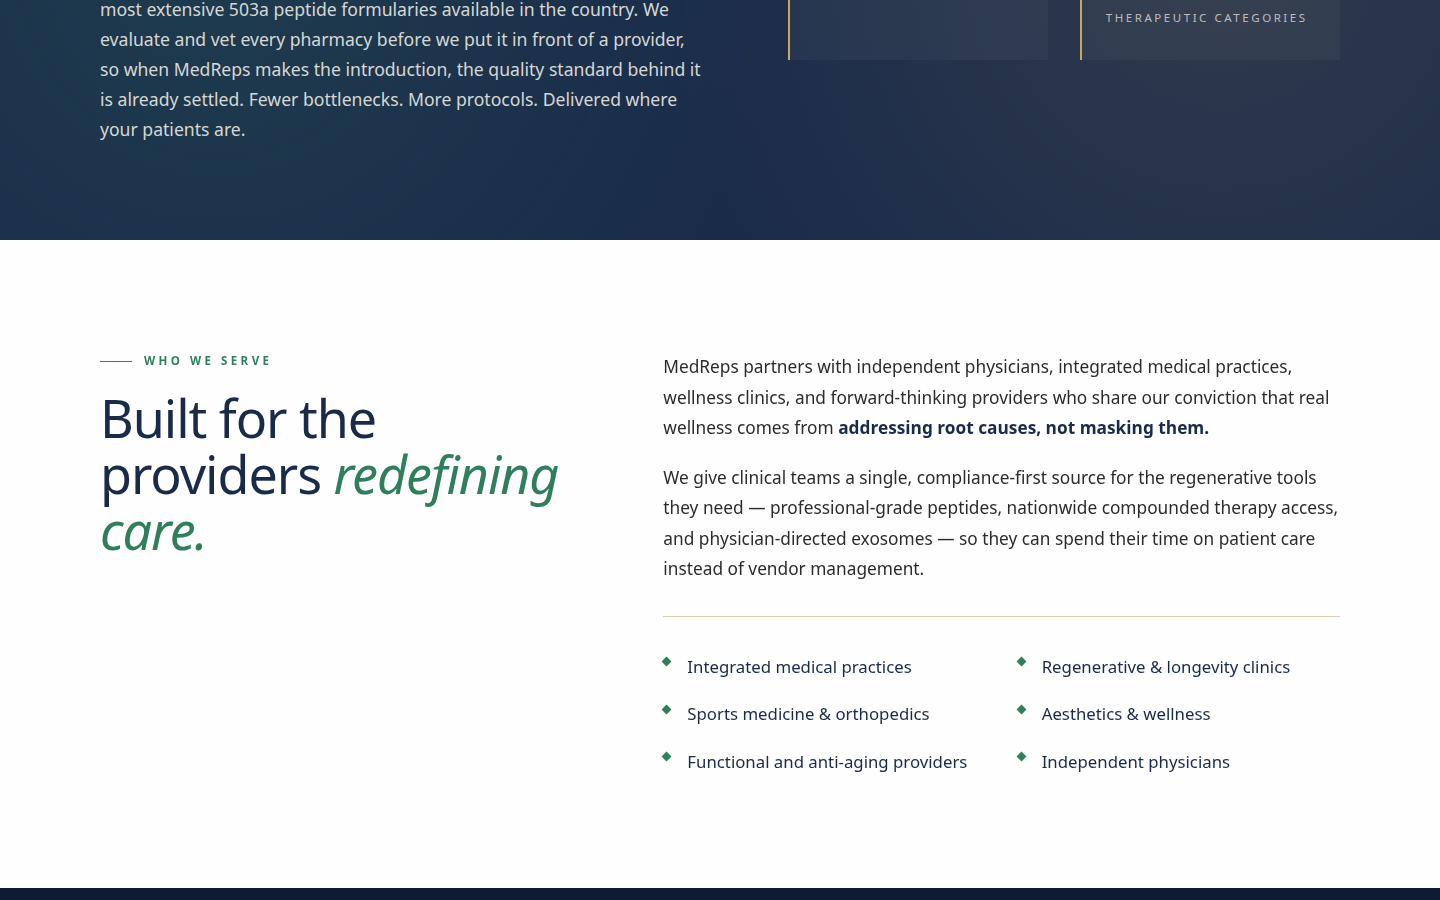 most extensive 503a peptide formularies available in the country. We
evaluate and vet every pharmacy before we put it in front of a provider,
so when MedReps makes the introduction, the quality standard behind it
is already settled. Fewer bottlenecks. More protocols. Delivered where
your patients are.
THERAPEUTIC CATEGORIES
WHO WE SERVE
Built for the
providers redefining
care.
MedReps partners with independent physicians, integrated medical practices,
wellness clinics, and forward-thinking providers who share our conviction that real
wellness comes from addressing root causes, not masking them.
We give clinical teams a single, compliance-first source for the regenerative tools
they need — professional-grade peptides, nationwide compounded therapy access,
and physician-directed exosomes — so they can spend their time on patient care
instead of vendor management.
Integrated medical practices
Regenerative & longevity clinics
Sports medicine & orthopedics
Aesthetics & wellness
Functional and anti-aging providers
Independent physicians